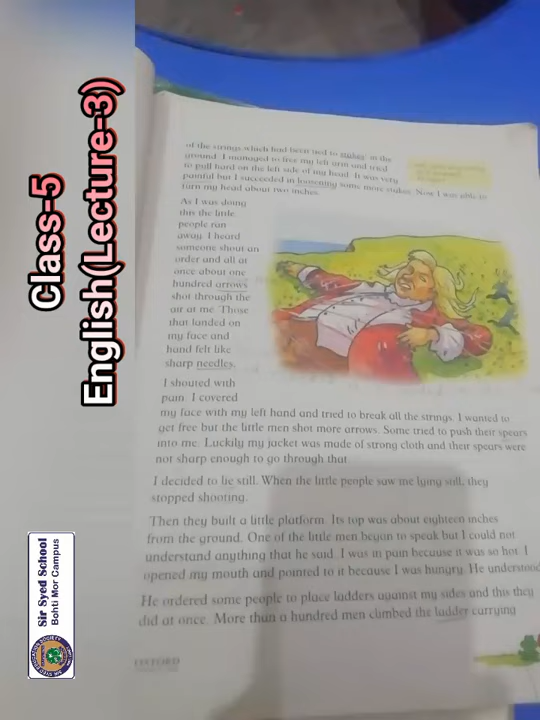 Class-5
English(Lecture-3)
Sir Syed School
Bohti Mor Campus
of the strings which had been tied to stakes in the
ground. I managed to free my left arm and tried
to pull hard on the left side of my head. It was very
painful but I succeeded in loosening some more stakes. Now I was able to
turn my head about two inches.
As I was doing
this the little
people ran
away. I heard
someone shout an
order and all at
once about one
hundred arrows
shot through the
air at me. Those
that landed on
my face and
hand felt like
sharp needles.
I shouted with
pain. I covered
my face with my left hand and tried to break all the strings. I wanted to
get free but the little men shot more arrows. Some tried to push their spears
into me. Luckily my jacket was made of strong cloth and their spears were
not sharp enough to go through that.
I decided to lie still. When the little people saw me lying still, they
stopped shooting.
Then they built a little platform. Its top was about eighteen inches
from the ground. One of the little men began to speak but I could not
understand anything that he said. I was in pain because it was so hot. I
opened my mouth and pointed to it because I was hungry. He understood
He ordered some people to place ladders against my sides and this they
did at once. More than a hundred men climbed the ladder carrying
OXFORD